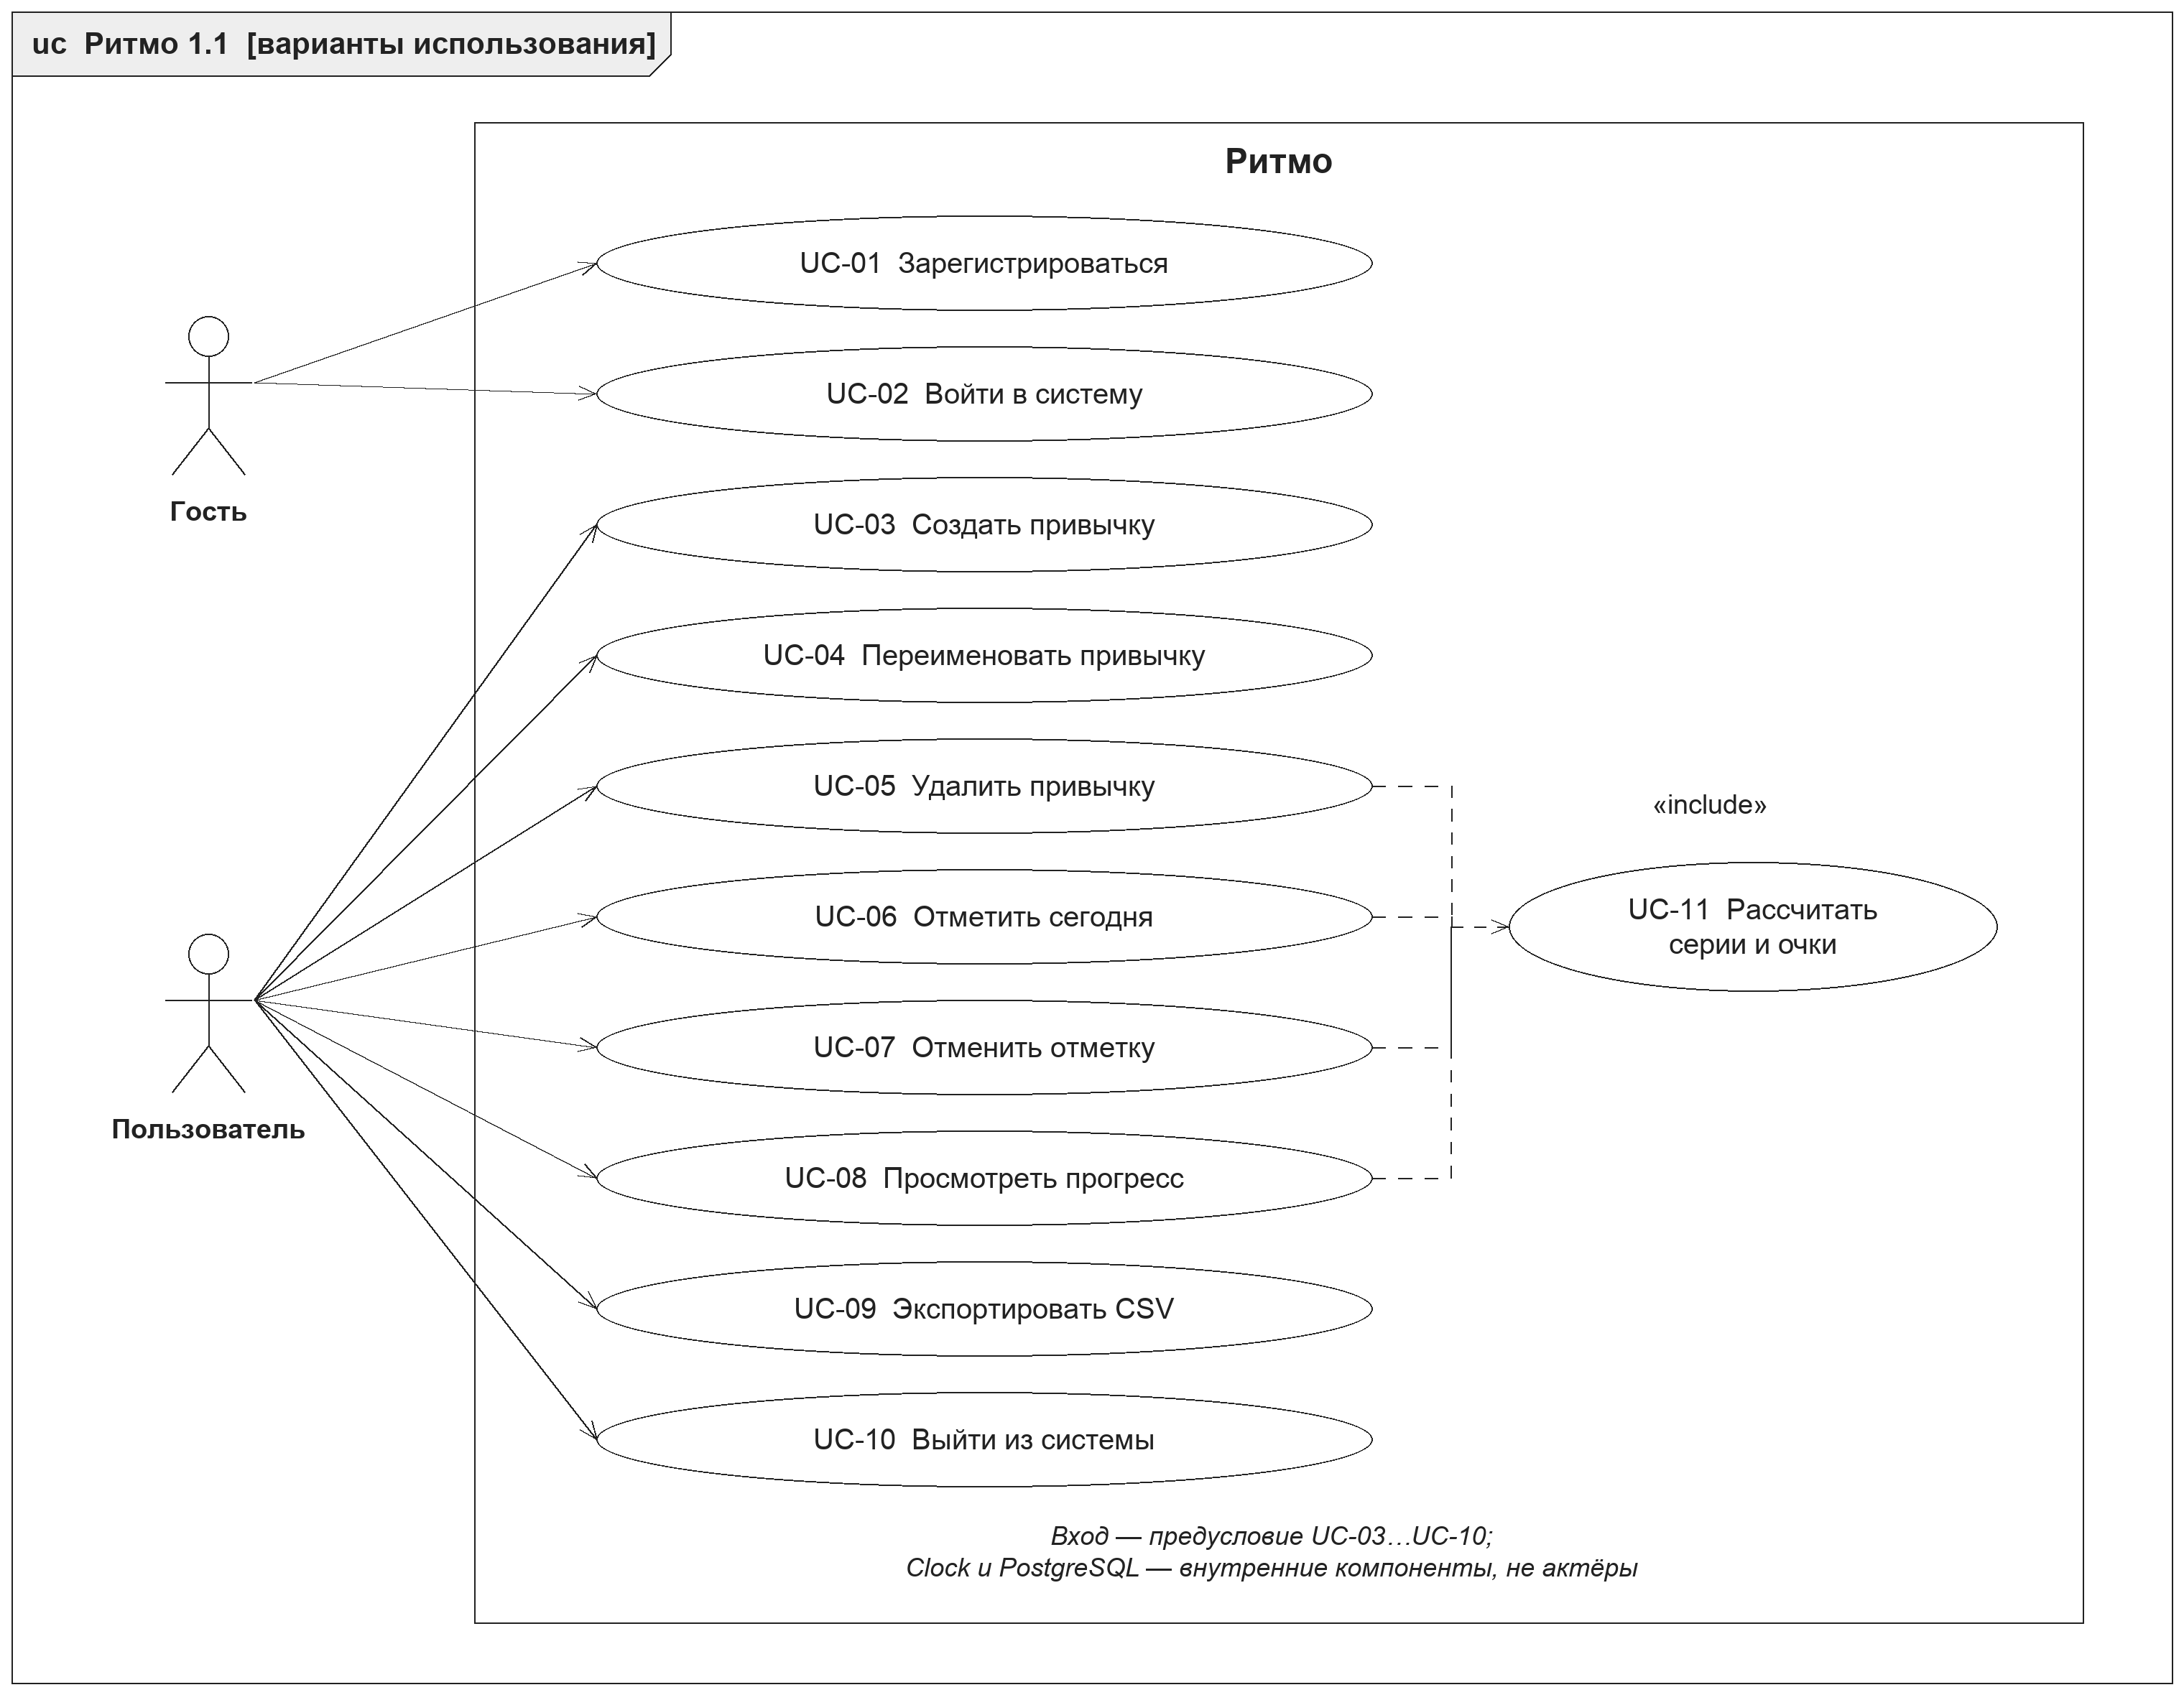 uc Ритмо 1.1 [варианты использования]
Ритмо
UC-01 Зарегистрироваться
UC-02 Войти в систему
Гость
UC-03 Создать привычку
UC-04 Переименовать привычку
UC-05 Удалить привычку
«include»
UC-06 Отметить сегодня
UC-11 Рассчитать
серии и очки
UC-07 Отменить отметку
Пользователь
UC-08 Просмотреть прогресс
UC-09 Экспортировать CSV
UC-10 Выйти из системы
Вход — предусловие UC-03…UC-10;
Clock и PostgreSQL — внутренние компоненты, не актёры